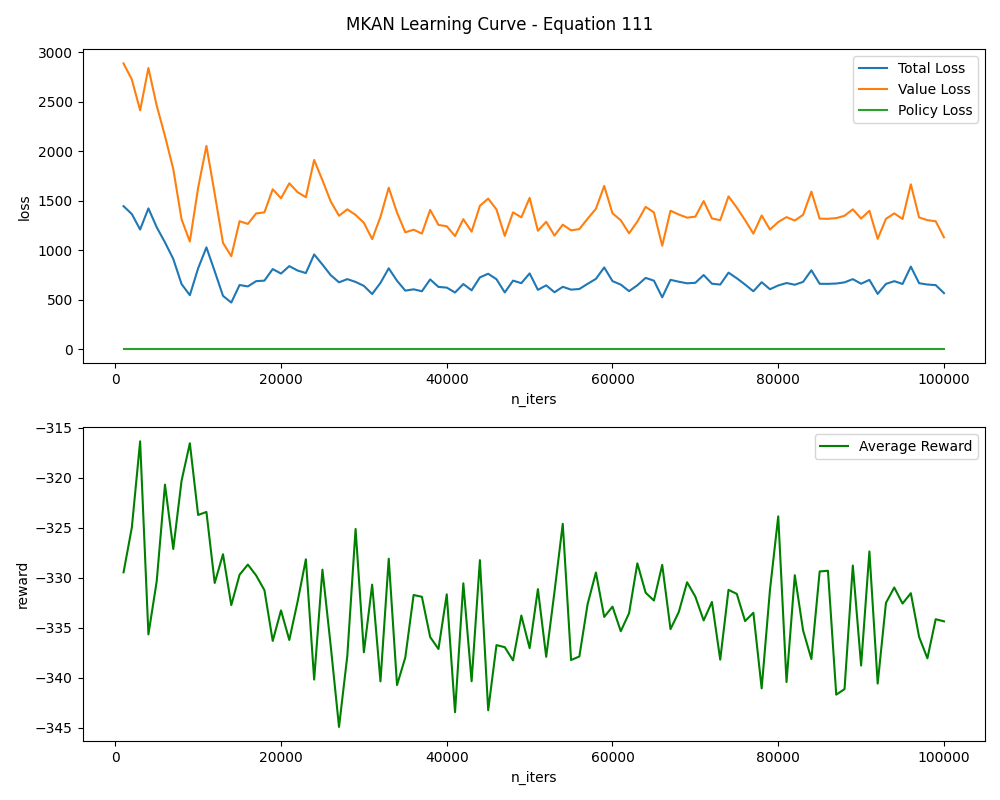 MKAN Learning Curve - Equation 111
3000
2500
2000
1500
1000
500
0
loss
Total Loss
Value Loss
Policy Loss
0 20000 40000 60000 80000 100000
n_iters
−315
−320
−325
−330
−335
−340
−345
reward
Average Reward
0 20000 40000 60000 80000 100000
n_iters